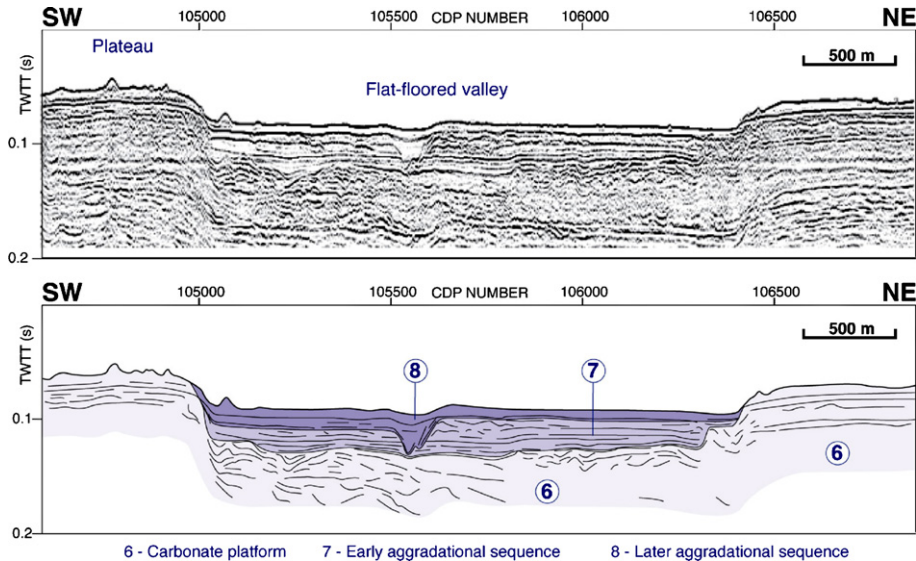 SW 105000 105500 CDP NUMBER 106000 106500 NE
Plateau
500 m
Flat-floored valley
TWTT (s)
0.1
0.2
SW 105000 105500 CDP NUMBER 106000 106500 NE
500 m
TWTT (s)
8 7
0.1
6
6
0.2
6 - Carbonate platform 7 - Early aggradational sequence 8 - Later aggradational sequence